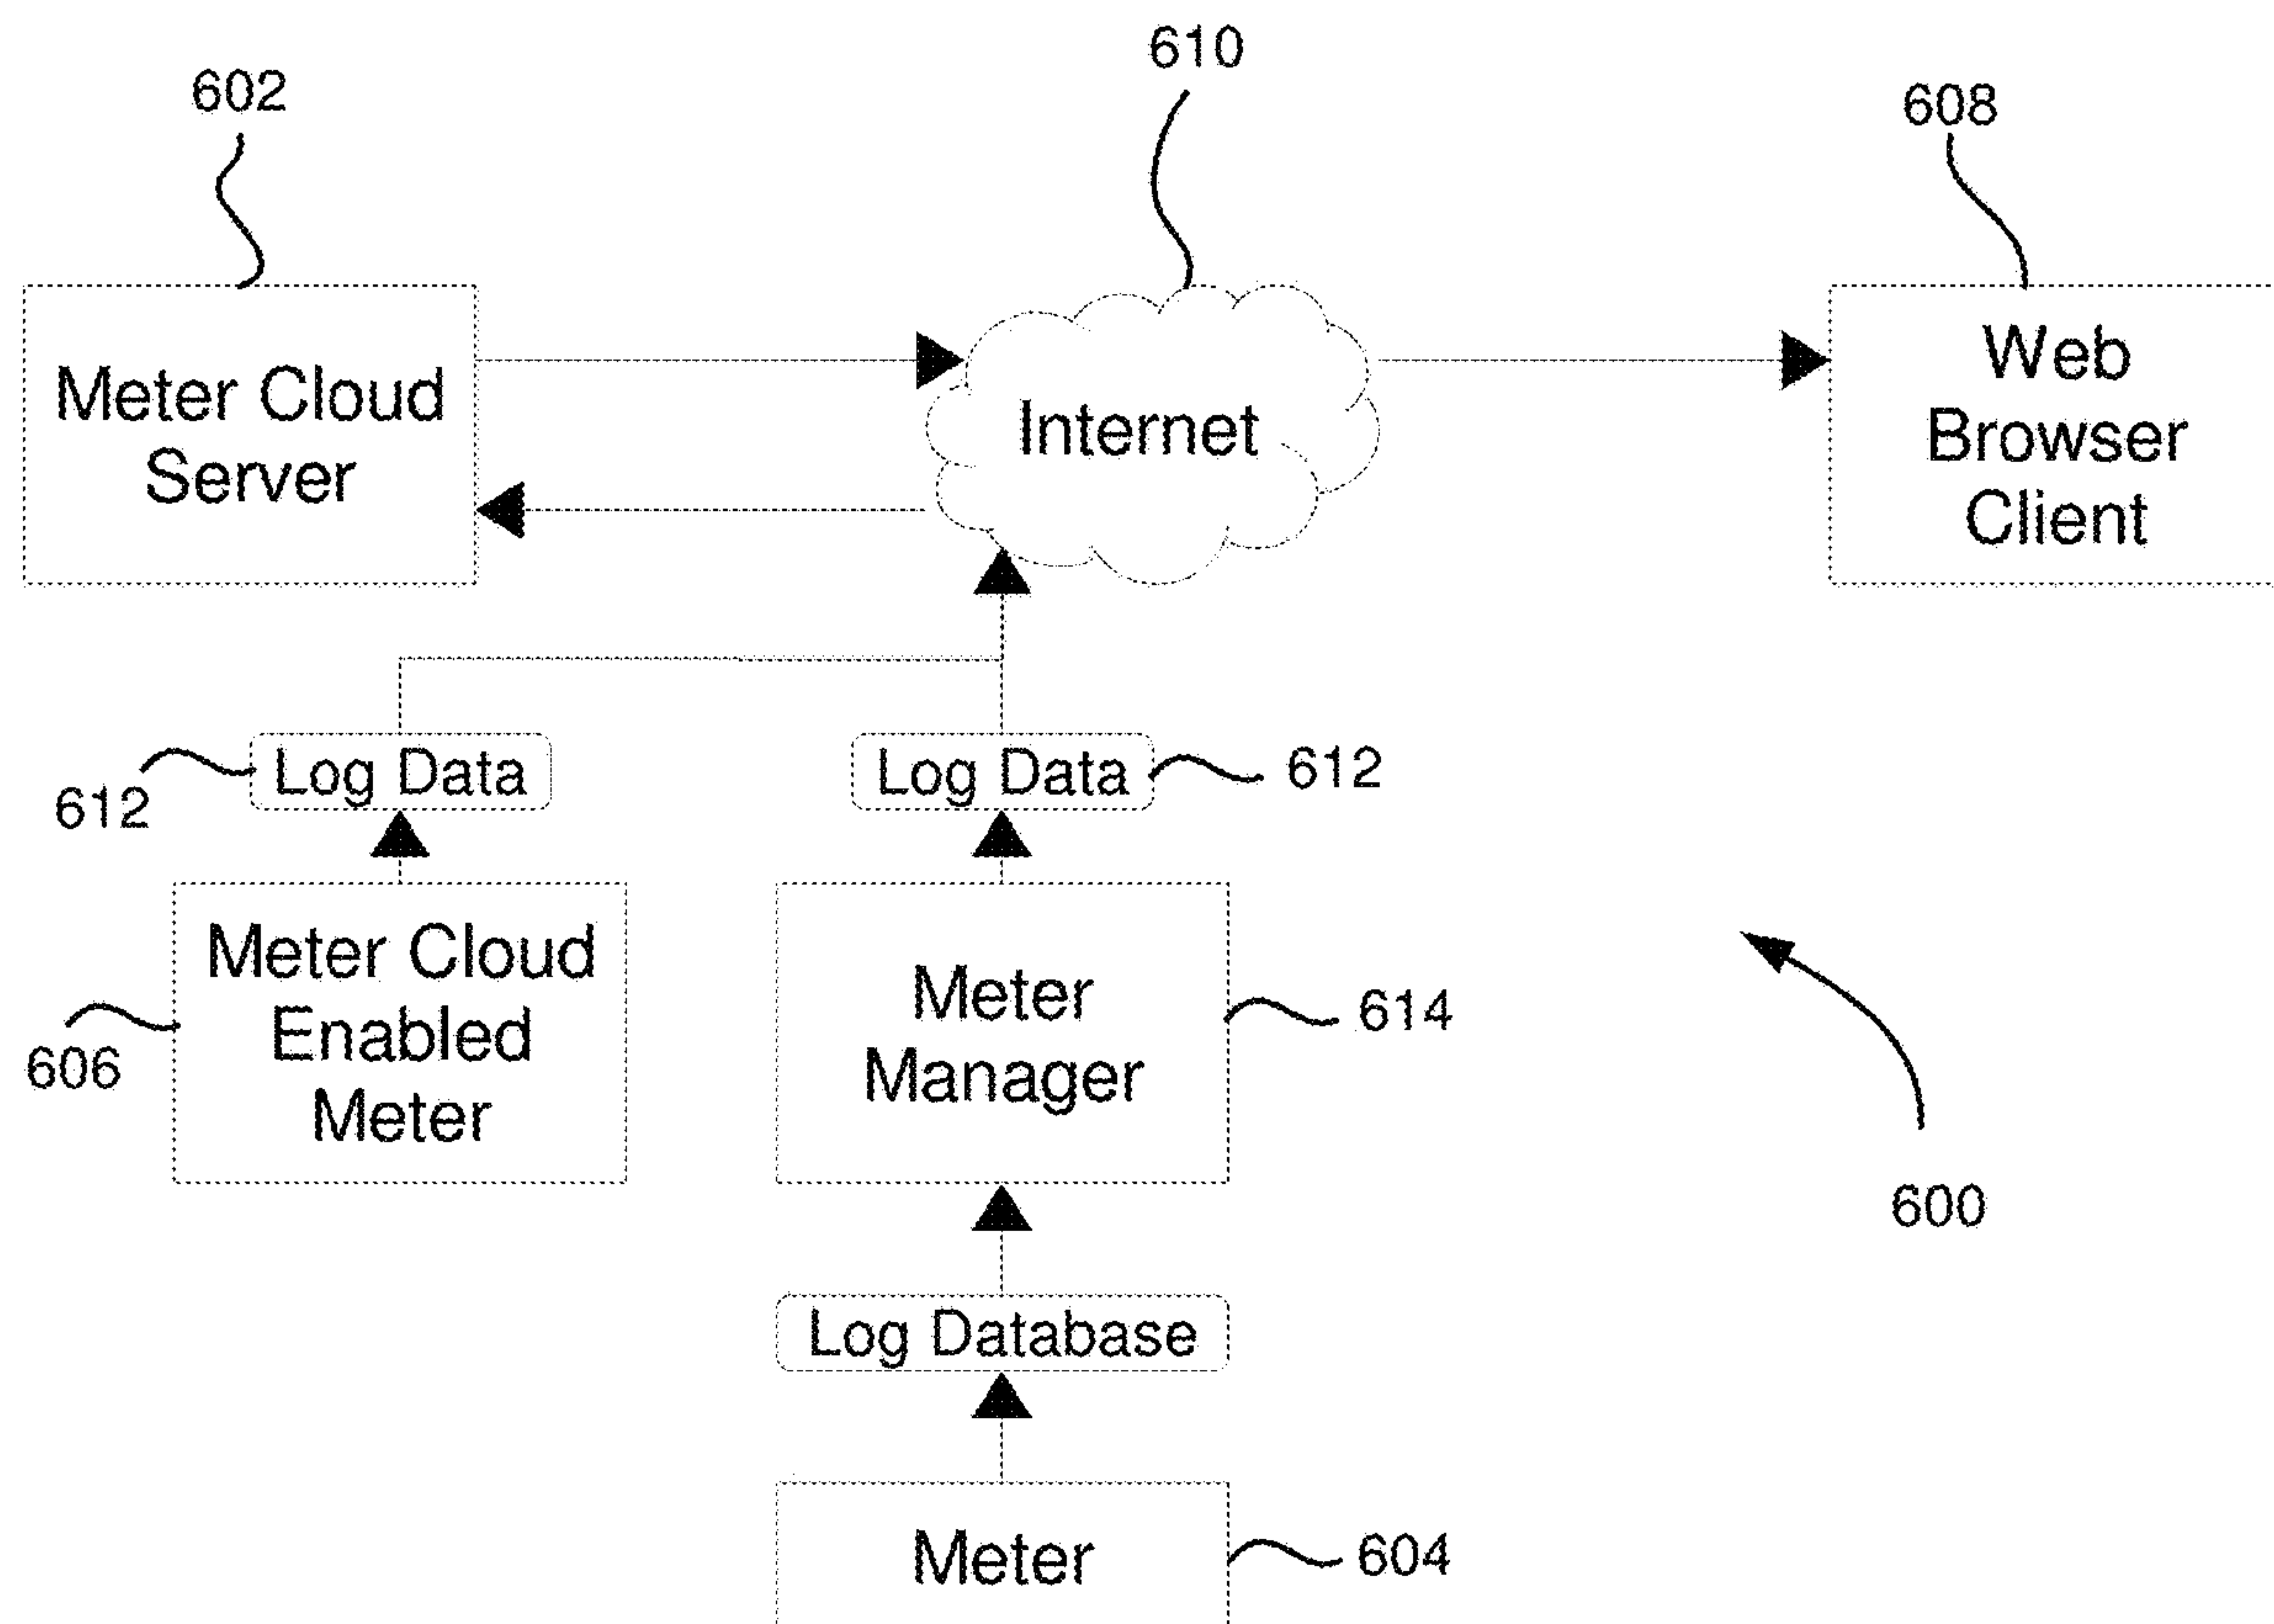 610
602
608
Meter Cloud
Server
Internet
Web
Browser
Client
Log Data
612
Log Data
612
Meter Cloud
Enabled
Meter
606
Meter
Manager
614
600
Log Database
Meter
604